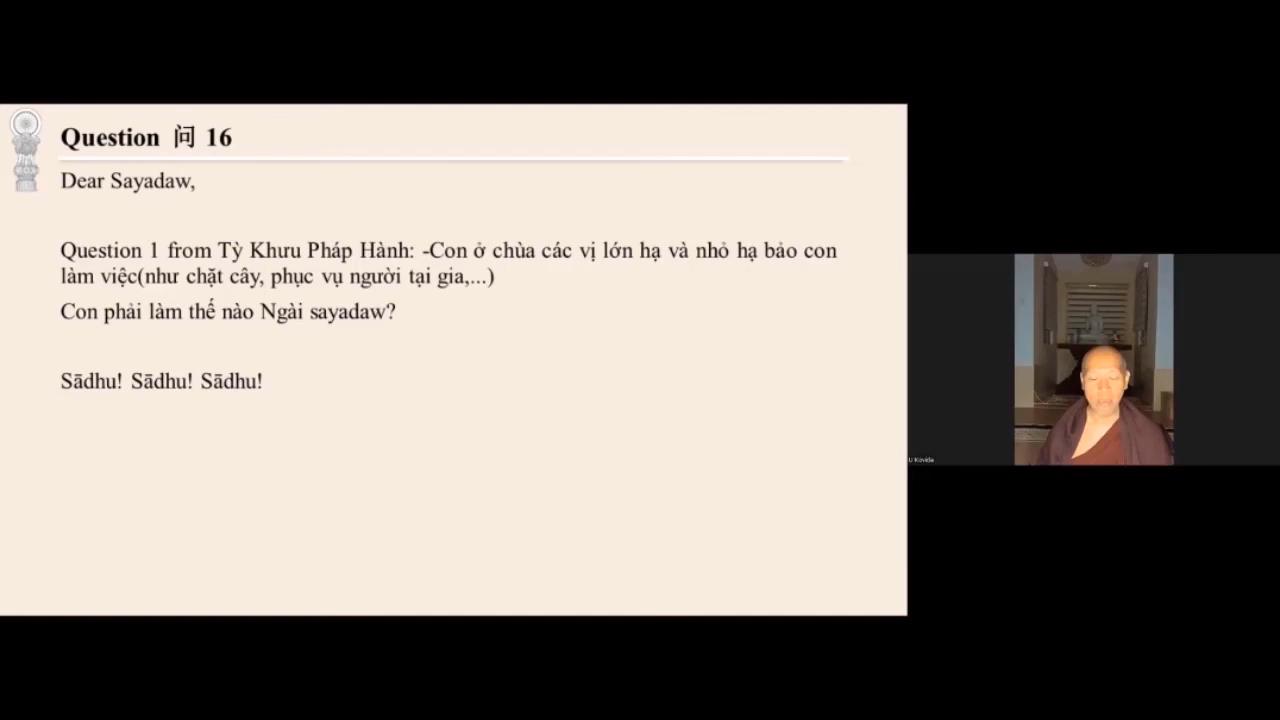 Question 问 16
Dear Sayadaw,
Question 1 from Tỳ Khưu Pháp Hành: -Con ở chùa các vị lớn hạ và nhỏ hạ bảo con
làm việc(như chặt cây, phục vụ người tại gia,...)
Con phải làm thế nào Ngài sayadaw?
Sādhu! Sādhu! Sādhu!
U Kovida